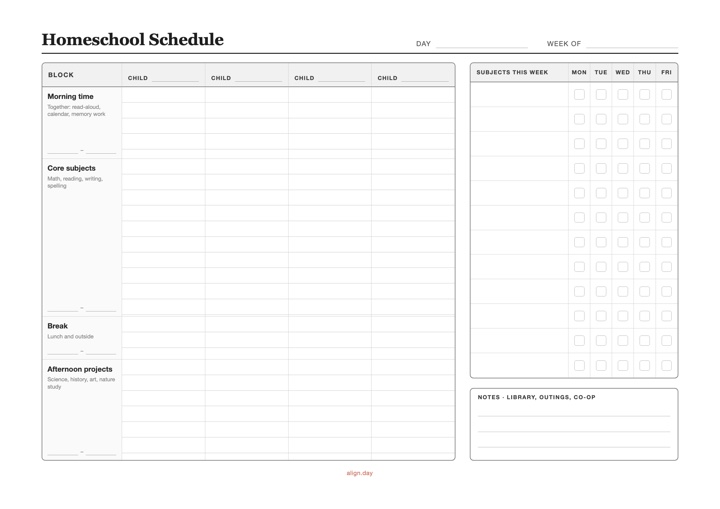 Homeschool Schedule
DAY
WEEK OF
BLOCK
CHILD
CHILD
CHILD
CHILD
Morning time
Together: read-aloud,
calendar, memory work
–
Core subjects
Math, reading, writing,
spelling
–
Break
Lunch and outside
–
Afternoon projects
Science, history, art, nature
study
–
SUBJECTS THIS WEEK MON TUE WED THU FRI
NOTES · LIBRARY, OUTINGS, CO-OP
align.day